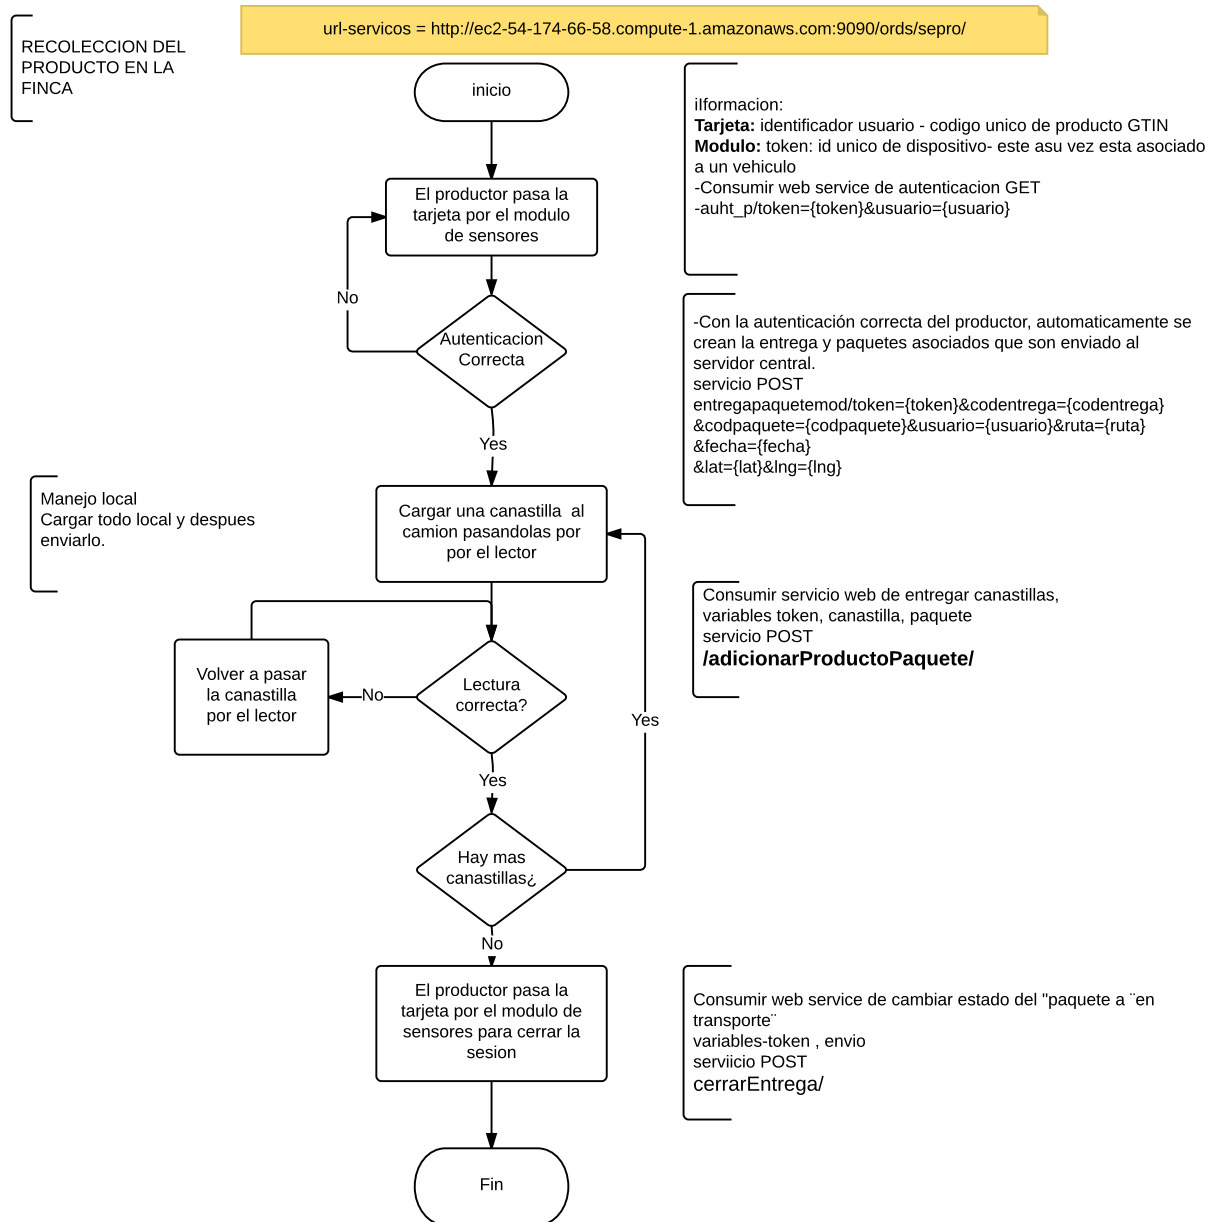 url-servicos = http://ec2-54-174-66-58.compute-1.amazonaws.com:9090/ords/sepro/
RECOLECCION DEL
PRODUCTO EN LA
FINCA
inicio
iIformacion:
Tarjeta: identificador usuario - codigo unico de producto GTIN
Modulo: token: id unico de dispositivo- este asu vez esta asociado
a un vehiculo
-Consumir web service de autenticacion GET
-auht_p/token={token}&usuario={usuario}
El productor pasa la
tarjeta por el modulo
de sensores
No
Autenticacion
Correcta
-Con la autenticación correcta del productor, automaticamente se
crean la entrega y paquetes asociados que son enviado al
servidor central.
servicio POST
entregapaquetemod/token={token}&codentrega={codentrega}
&codpaquete={codpaquete}&usuario={usuario}&ruta={ruta}
&fecha={fecha}
&lat={lat}&lng={lng}
Yes
Manejo local
Cargar todo local y despues
enviarlo.
Cargar una canastilla  al
camion pasandolas por
por el lector
Consumir servicio web de entregar canastillas,
variables token, canastilla, paquete
servicio POST
/adicionarProductoPaquete/
Volver a pasar
la canastilla
por el lector
No
Lectura
correcta?
Yes
Yes
Hay mas
canastillas¿
No
El productor pasa la
tarjeta por el modulo de
sensores para cerrar la
sesion
Consumir web service de cambiar estado del "paquete a ¨en
transporte¨
variables-token , envio
serviicio POST
cerrarEntrega/
Fin